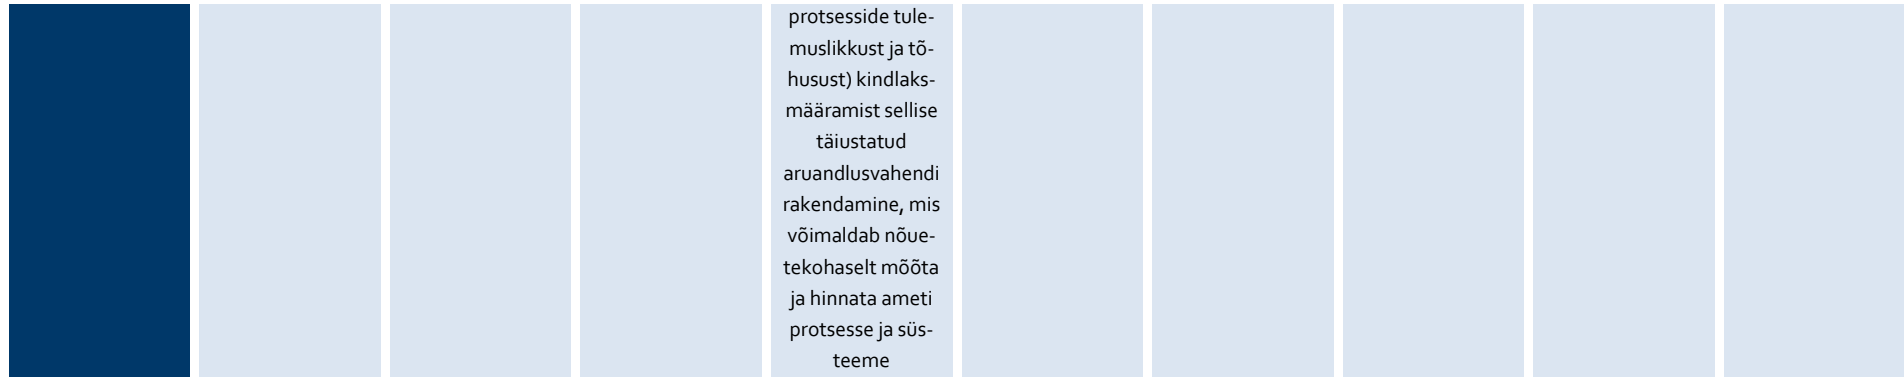 protsesside tule-
muslikkust ja tõ-
husust) kindlaks-
määramist sellise
täiustatud
aruandlusvahendi
rakendamine, mis
võimaldab nõue-
tekohaselt mõõta
ja hinnata ameti
protsesse ja süs-
teeme